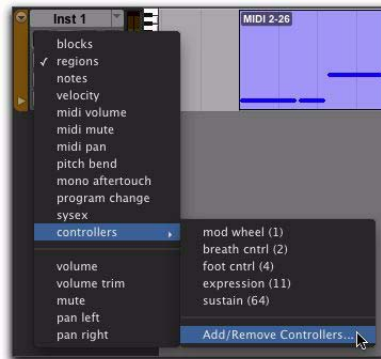 Inst 1
MIDI 2-26
blocks
✓ regions
notes
velocity
midi volume
midi mute
midi pan
pitch bend
mono aftertouch
program change
sysex
controllers
mod wheel (1)
breath cntrl (2)
foot cntrl (4)
expression (11)
sustain (64)
Add/Remove Controllers...
volume
volume trim
mute
pan left
pan right